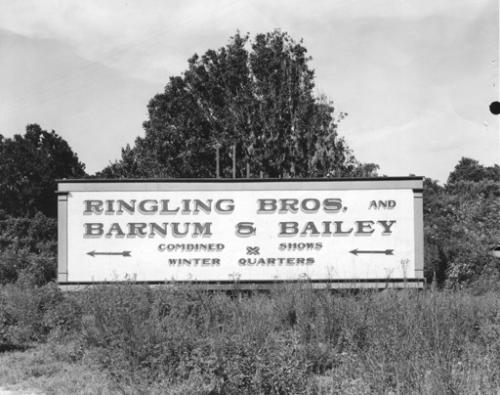 RINGLING BROS. AND
BARNUM & BAILEY
COMBINED SHOWS
WINTER QUARTERS